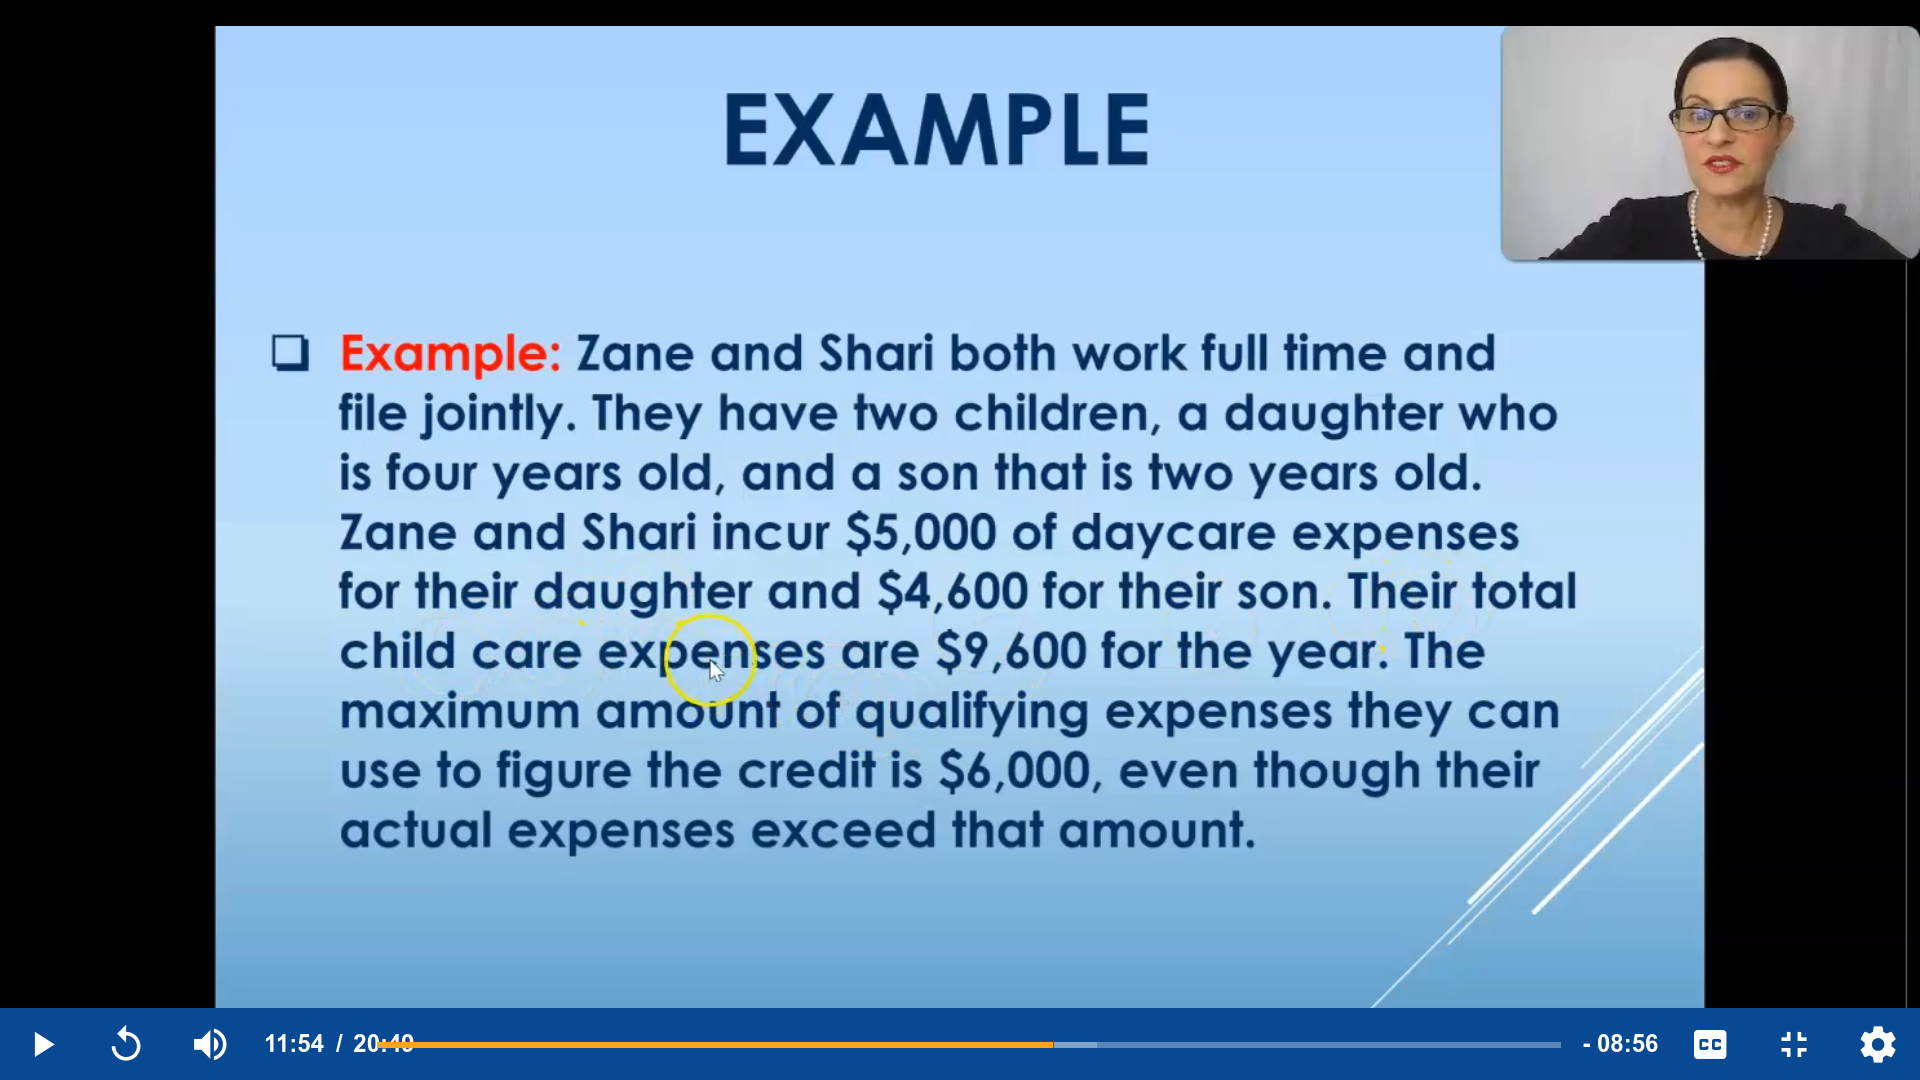 EXAMPLE
Example: Zane and Shari both work full time and
file jointly. They have two children, a daughter who
is four years old, and a son that is two years old.
Zane and Shari incur $5,000 of daycare expenses
for their daughter and $4,600 for their son. Their total
child care expenses are $9,600 for the year. The
maximum amount of qualifying expenses they can
use to figure the credit is $6,000, even though their
actual expenses exceed that amount.
11:54 / 20:49 - 08:56 CC